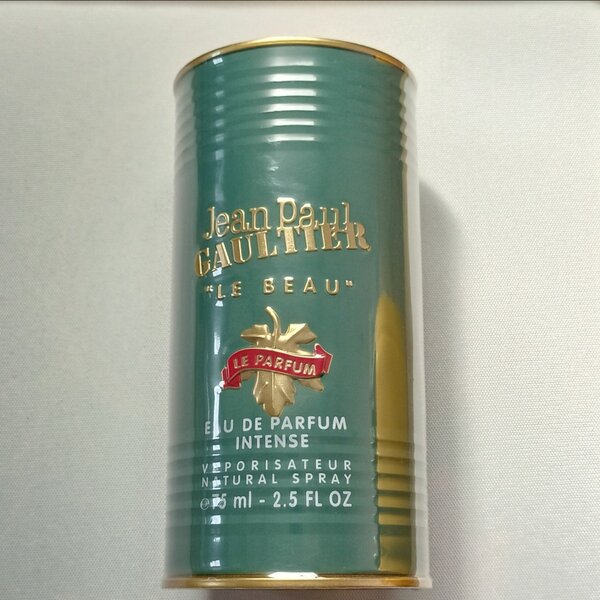 Jean Paul
GAULTIER
"LE BEAU"
LE PARFUM
EAU DE PARFUM
INTENSE
VAPORISATEUR
NATURAL SPRAY
℮ 75 ml - 2.5 FL OZ